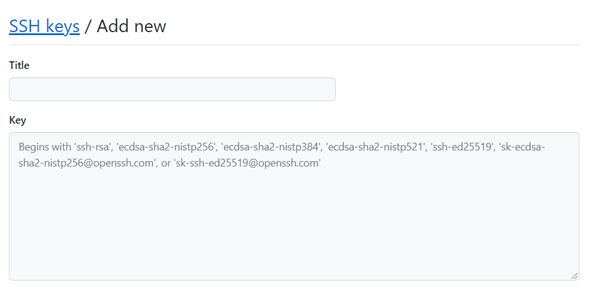 SSH keys / Add new
Title
Key
Begins with 'ssh-rsa', 'ecdsa-sha2-nistp256', 'ecdsa-sha2-nistp384', 'ecdsa-sha2-nistp521', 'ssh-ed25519', 'sk-ecdsa-
sha2-nistp256@openssh.com', or 'sk-ssh-ed25519@openssh.com'